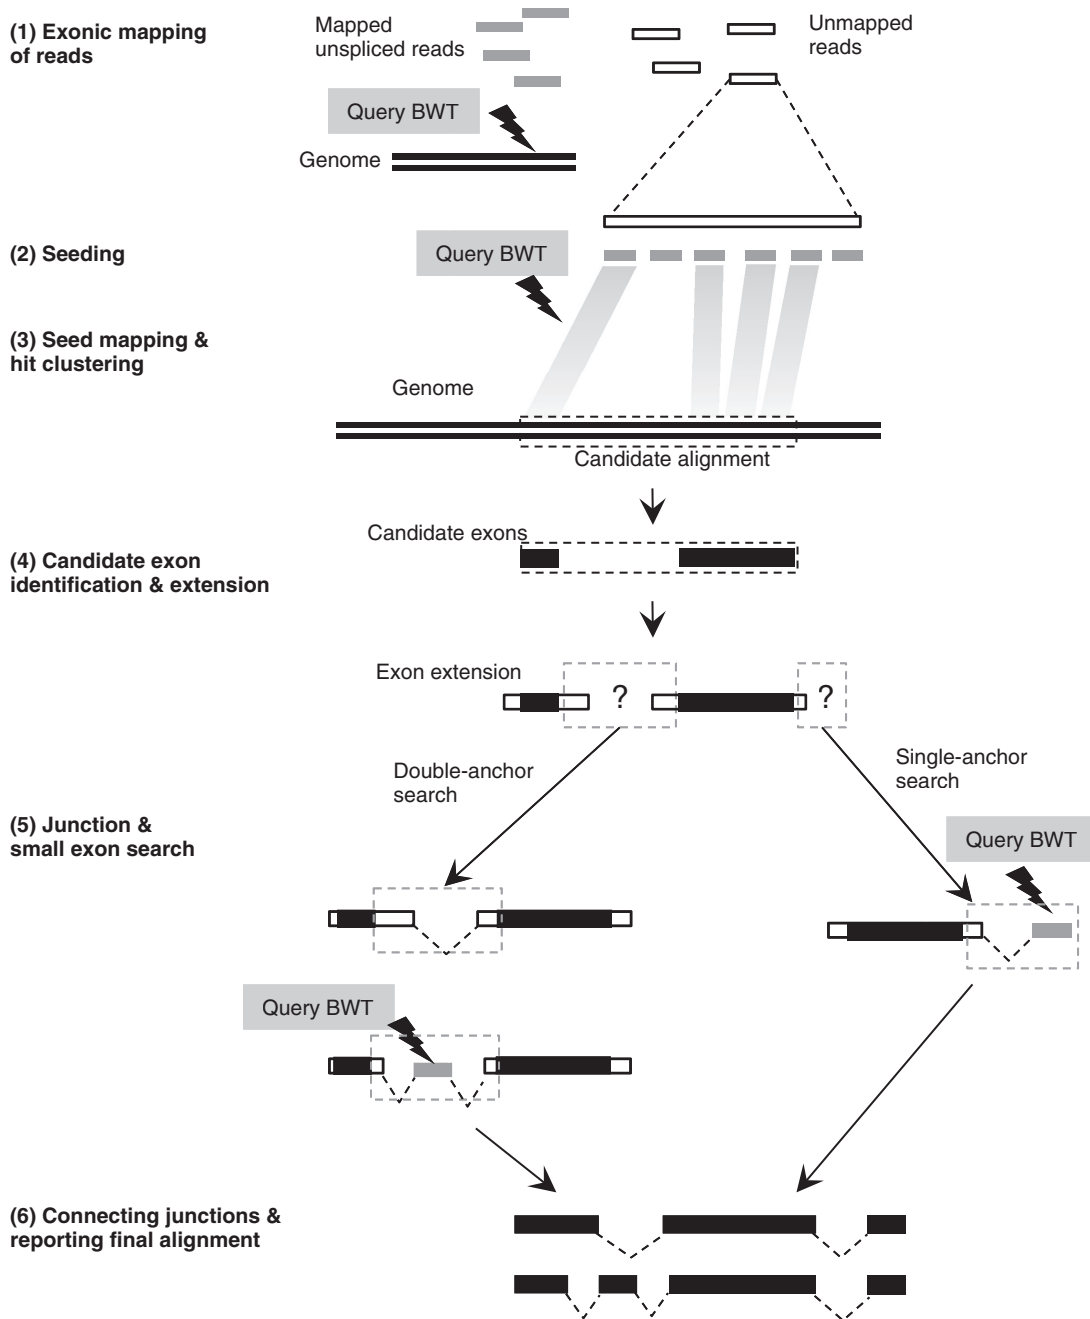 (1) Exonic mapping
of reads
Mapped
unspliced reads
Unmapped
reads
Query BWT
Genome
(2) Seeding
Query BWT
(3) Seed mapping &
hit clustering
Genome
Candidate alignment
Candidate exons
(4) Candidate exon
identification & extension
Exon extension
?
?
Double-anchor
search
Single-anchor
search
(5) Junction &
small exon search
Query BWT
Query BWT
(6) Connecting junctions &
reporting final alignment